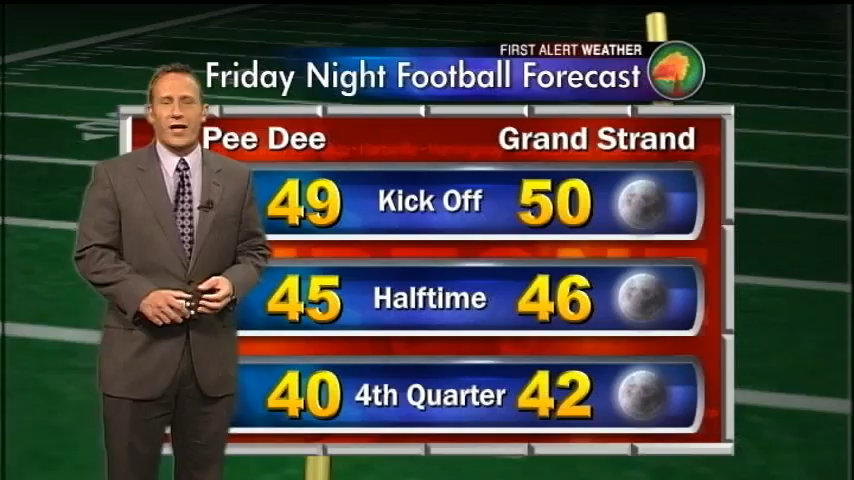 FIRST ALERT WEATHER
Friday Night Football Forecast
Pee Dee Grand Strand
49 Kick Off 50
45 Halftime 46
40 4th Quarter 42